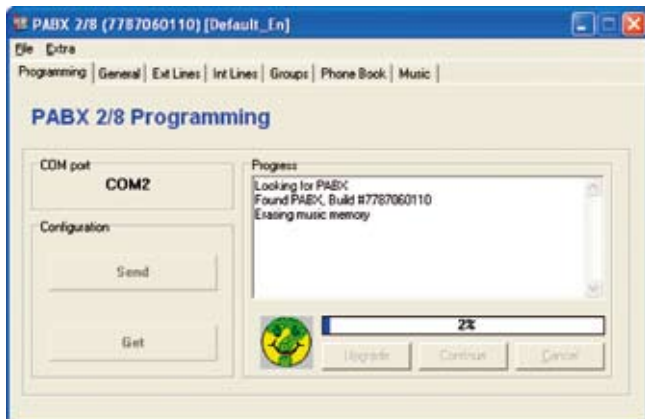 PABX 2/8 (7787060110) [Default_En]
File Extra
Programming General Ext Lines Int Lines Groups Phone Book Music
PABX 2/8 Programming
COM port
COM2
Configuration
Send
Get
Progress
Looking for PABX
Found PABX, Build #7787060110
Erasing music memory
2%
Upgrade Continue Cancel